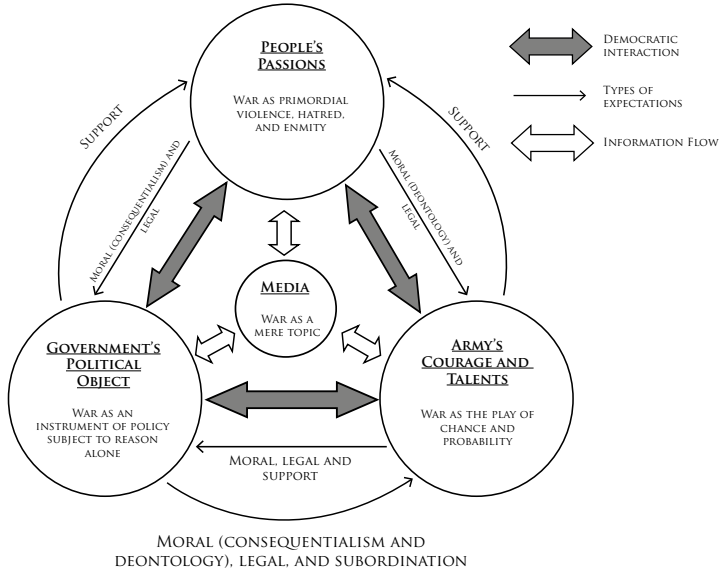 People's
Passions
War as primordial
violence, hatred,
and enmity
Democratic
interaction
Types of
expectations
Information Flow
Support
Support
Moral (consequentialism) and
legal
Moral (deontology) and
legal
Media
War as a
mere topic
Government's
Political
Object
War as an
instrument of policy
subject to reason
alone
Army's
Courage and
Talents
War as the play of
chance and
probability
Moral, legal and
support
Moral (consequentialism and
deontology), legal, and subordination